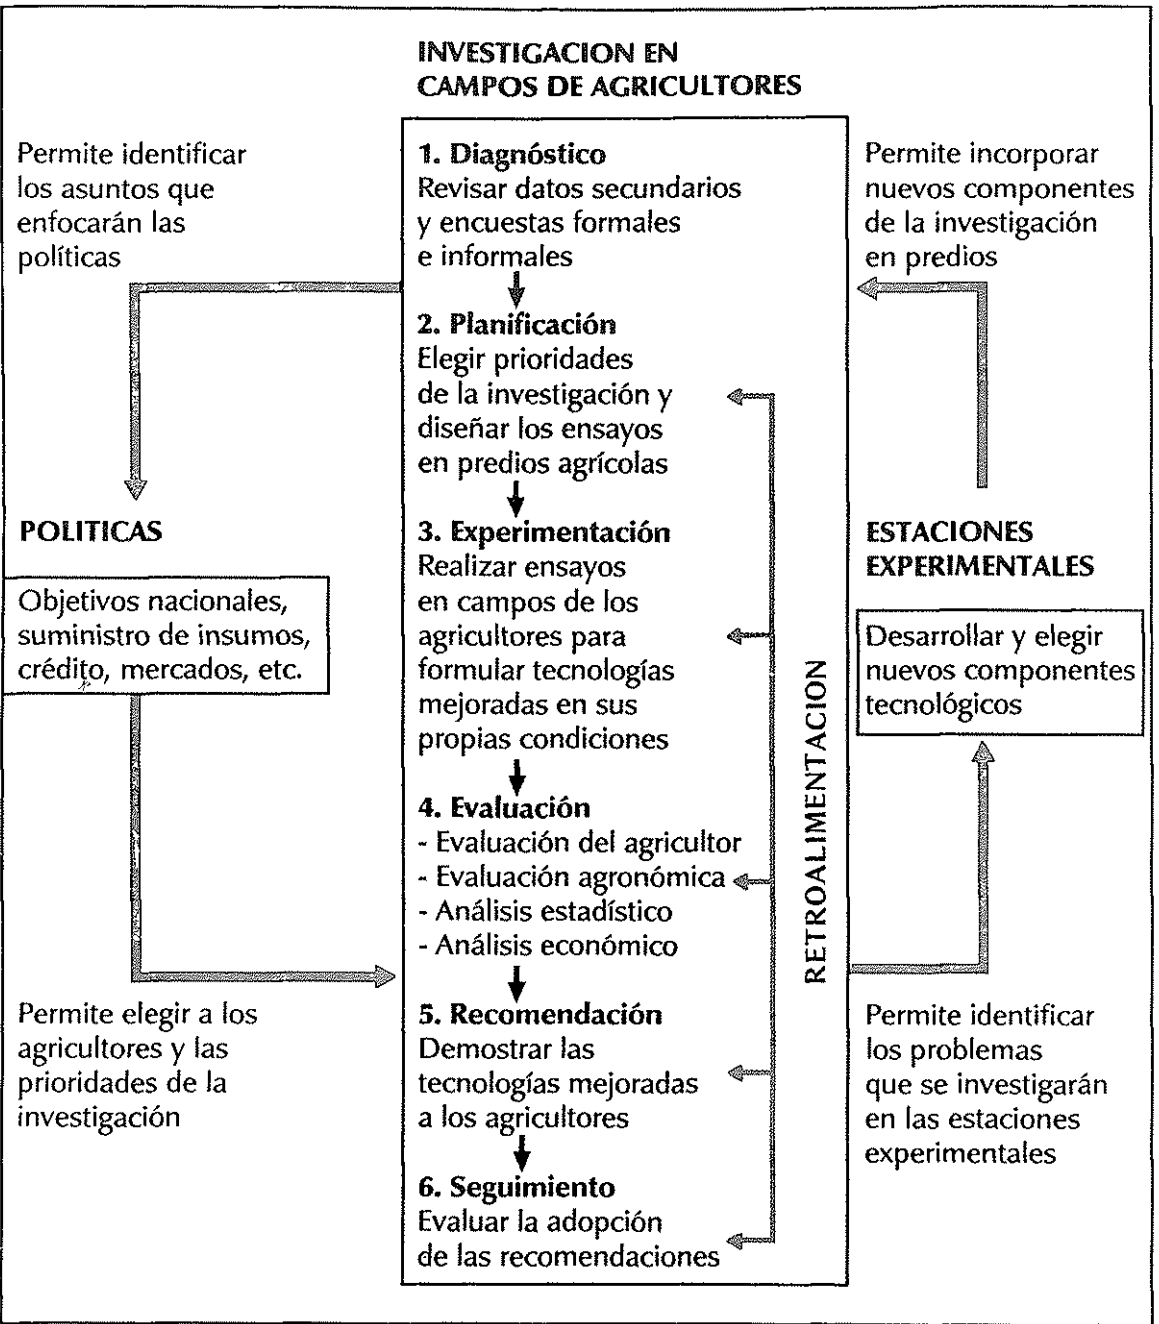 INVESTIGACION EN
CAMPOS DE AGRICULTORES
Permite identificar
los asuntos que
enfocarán las
políticas
1. Diagnóstico
Revisar datos secundarios
y encuestas formales
e informales
Permite incorporar
nuevos componentes
de la investigación
en predios
2. Planificación
Elegir prioridades
de la investigación y
diseñar los ensayos
en predios agrícolas
POLITICAS
Objetivos nacionales,
suministro de insumos,
crédito, mercados, etc.
3. Experimentación
Realizar ensayos
en campos de los
agricultores para
formular tecnologías
mejoradas en sus
propias condiciones
ESTACIONES
EXPERIMENTALES
Desarrollar y elegir
nuevos componentes
tecnológicos
RETROALIMENTACION
4. Evaluación
- Evaluación del agricultor
- Evaluación agronómica
- Análisis estadístico
- Análisis económico
Permite elegir a los
agricultores y las
prioridades de la
investigación
5. Recomendación
Demostrar las
tecnologías mejoradas
a los agricultores
Permite identificar
los problemas
que se investigarán
en las estaciones
experimentales
6. Seguimiento
Evaluar la adopción
de las recomendaciones